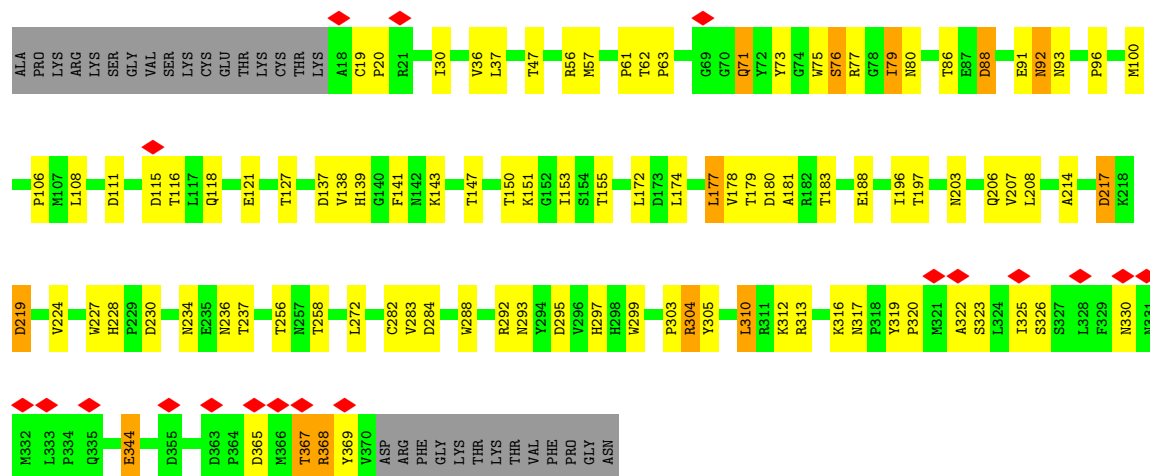 ALA PRO LYS ARG LYS SER GLY VAL SER LYS CYS GLU THR LYS CYS THR LYS A18 C19 P20 R21 I30 V36 L37 T47 R56 M57 P61 T62 P63 G69 G70 Q71 Y72 Y73 G74 W75 S76 R77 G78 I79 N80 T86 E87 D88 E91 N92 N93 P96 M100
P106 M107 L108 D111 D115 T116 L117 Q118 E121 T127 D137 V138 H139 G140 F141 N142 K143 T147 T150 K151 G152 I153 S154 T155 L172 D173 L174 L177 V178 T179 D180 A181 R182 T183 E188 I196 T197 N203 Q206 V207 L208 A214 D217 K218
D219 V224 W227 H228 P229 D230 N234 E235 N236 T237 T256 N257 T258 L272 C282 V283 D284 W288 R292 N293 Y294 D295 V296 H297 H298 W299 P303 R304 Y305 L310 R311 K312 R313 K316 N317 P318 Y319 P320 M321 A322 S323 L324 I325 S326 S327 L328 F329 N330 N331
M332 L333 P334 Q335 E344 D355 D363 P364 D365 M366 T367 R368 Y369 V370 ASP ARG PHE GLY LYS THR LYS THR VAL PHE PRO GLY ASN